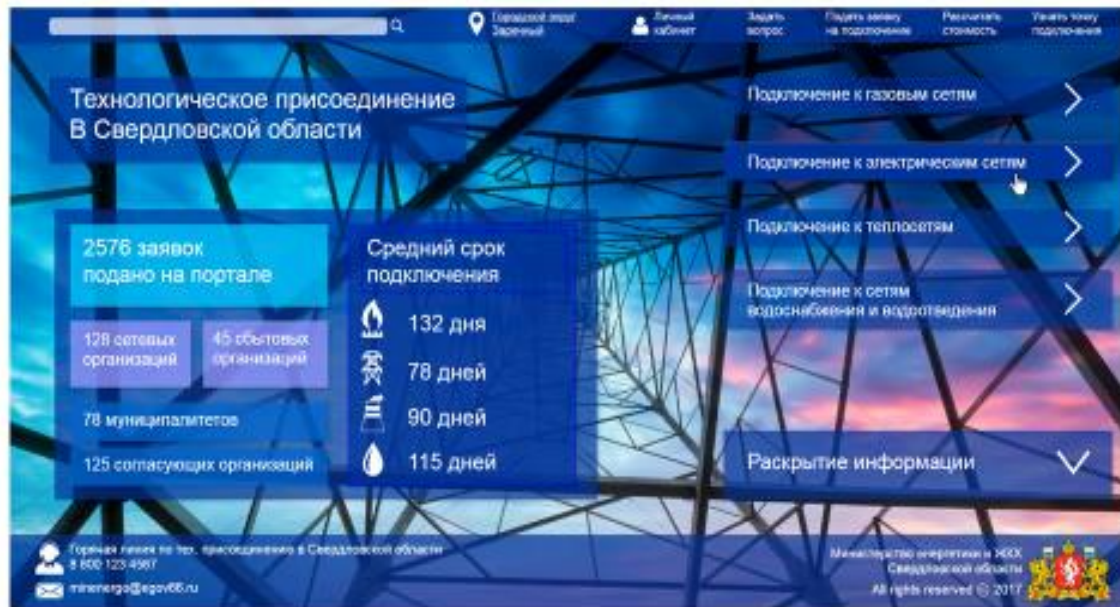 Городской округ
Заречный
Личный
кабинет
Задать
вопрос
Подать заявку
на подключение
Рассчитать
стоимость
Узнать точку
подключения
Технологическое присоединение
В Свердловской области
Подключение к газовым сетям
Подключение к электрическим сетям
Подключение к теплосетям
Подключение к сетям
водоснабжения и водоотведения
2576 заявок
подано на портале
128 сетевых
организаций
45 сбытовых
организаций
78 муниципалитетов
125 согласующих организаций
Средний срок
подключения
132 дня
78 дней
90 дней
115 дней
Раскрытие информации
Горячая линия по тех. присоединению в Свердловской области
8 800 123 4567
minenergo@egov66.ru
Министерство энергетики и ЖКХ
Свердловской области
All rights reserved © 2017